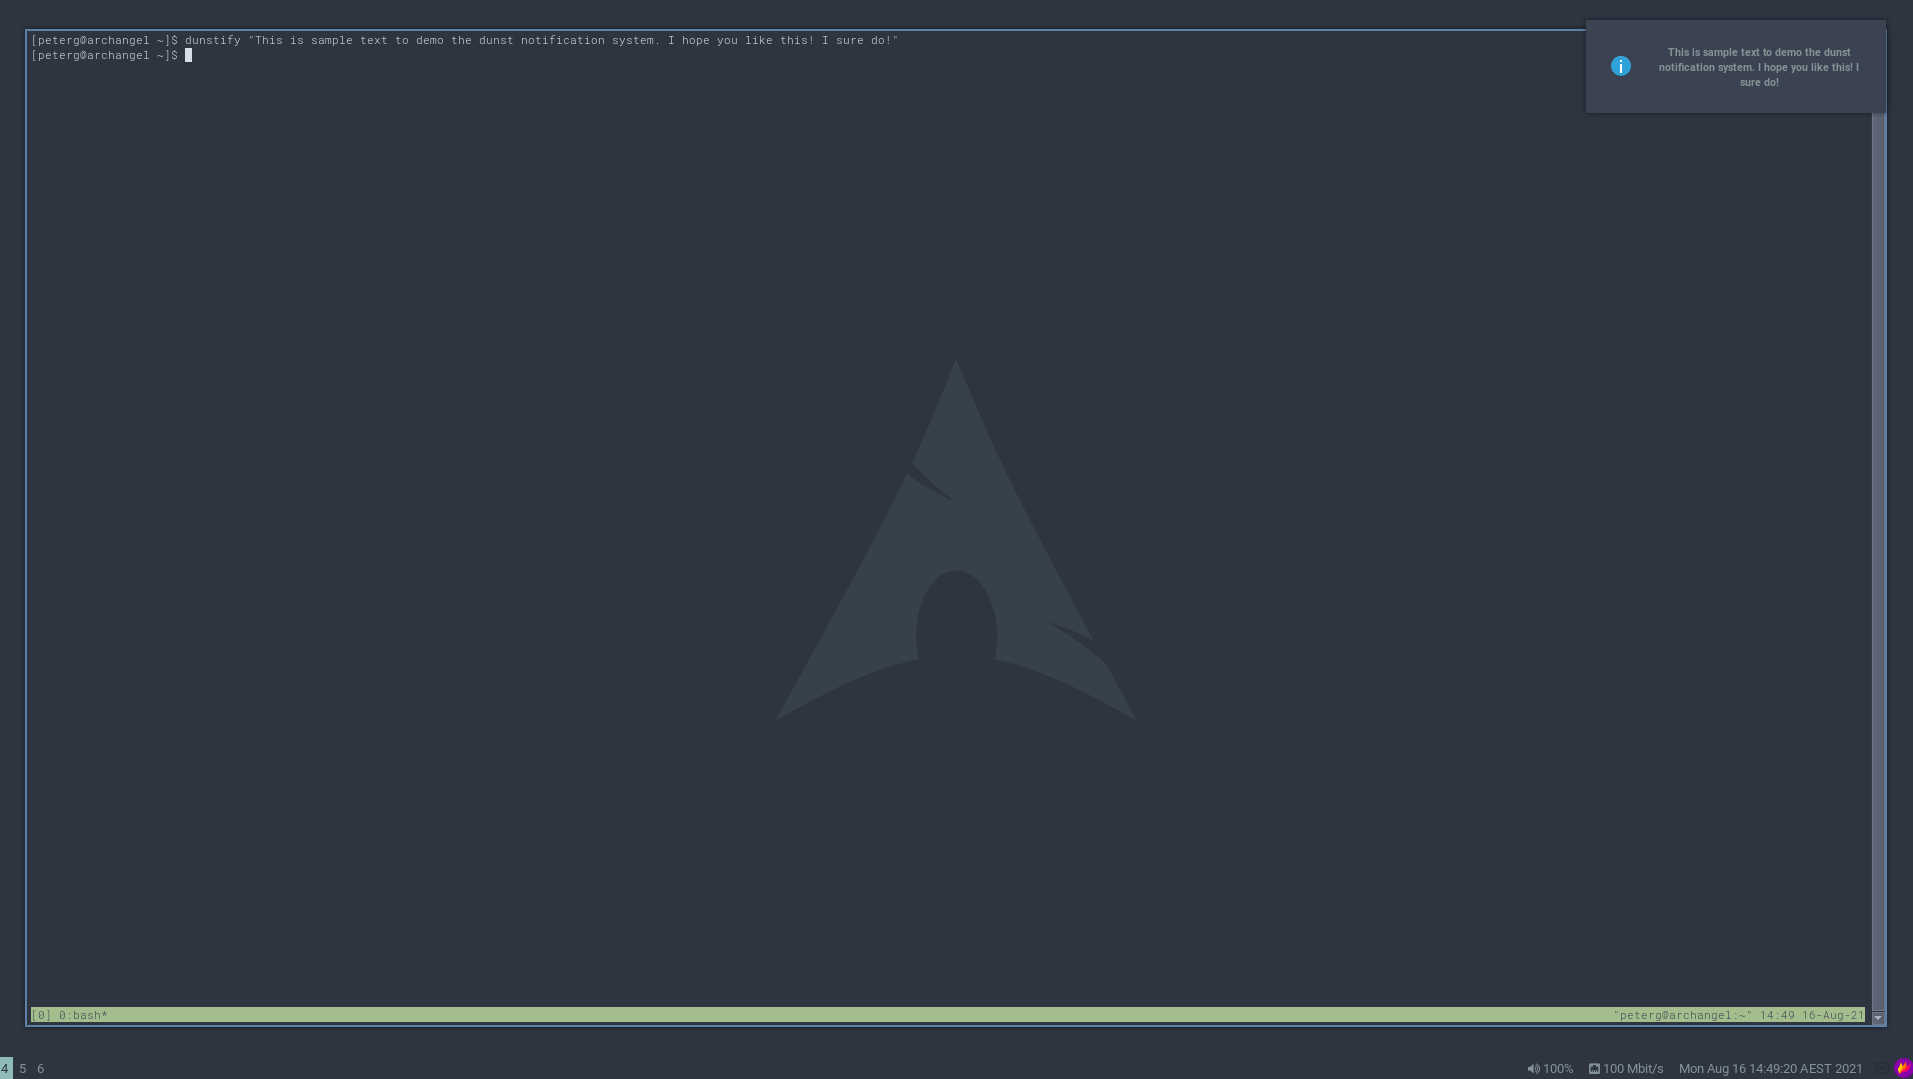 [peterg@archangel ~]$ dunstify "This is sample text to demo the dunst notification system. I hope you like this! I sure do!"
[peterg@archangel ~]$
This is sample text to demo the dunst
notification system. I hope you like this! I
sure do!
[0] 0:bash*
"peterg@archangel:~" 14:49 16-Aug-21
4 5 6
100% 100 Mbit/s Mon Aug 16 14:49:20 AEST 2021